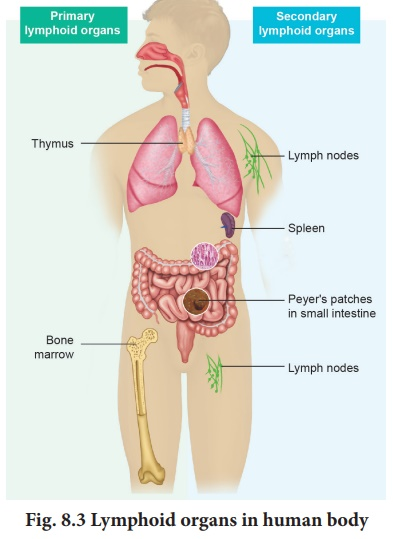 Primary
lymphoid organs
Secondary
lymphoid organs
Thymus
Lymph nodes
Spleen
Peyer's patches
in small intestine
Bone
marrow
Lymph nodes
Fig. 8.3 Lymphoid organs in human body